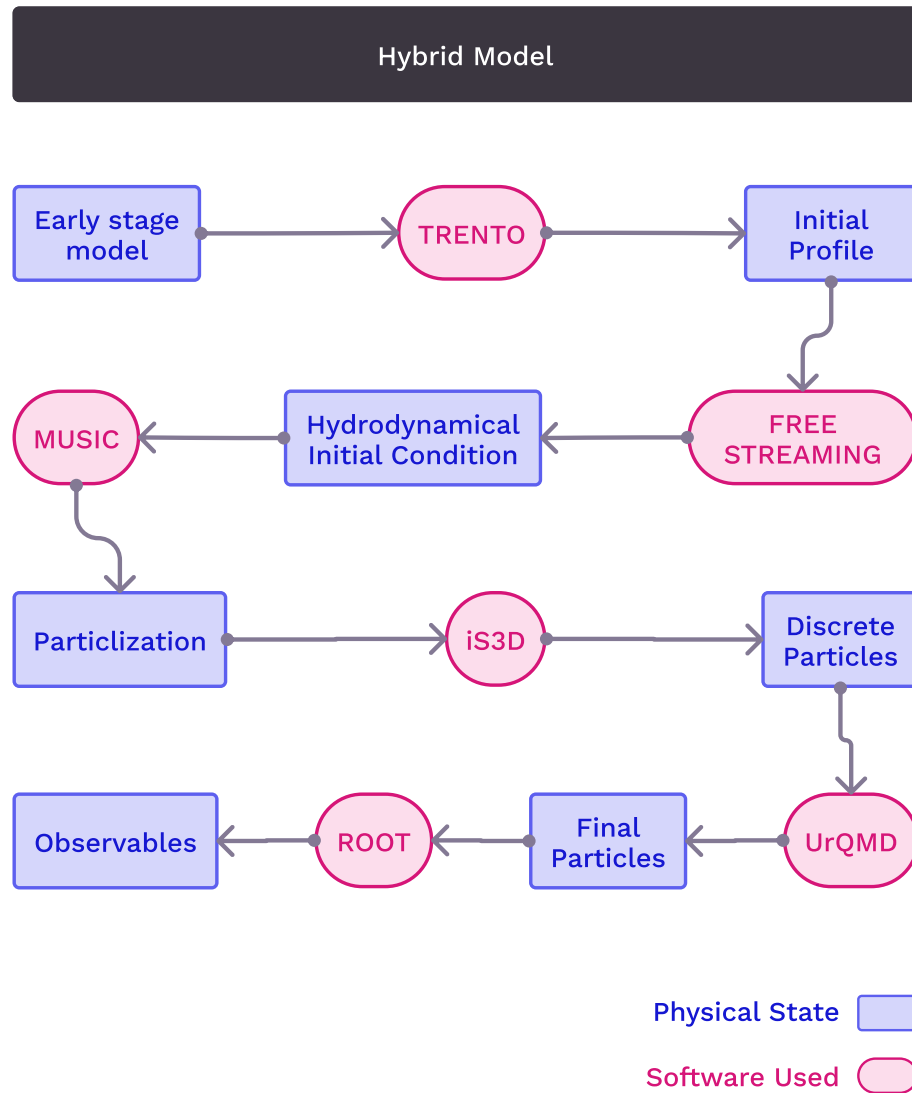 Hybrid Model
Early stage
model
TRENTO
Initial
Profile
MUSIC
Hydrodynamical
Initial Condition
FREE
STREAMING
Particlization
iS3D
Discrete
Particles
Observables
ROOT
Final
Particles
UrQMD
Physical State
Software Used